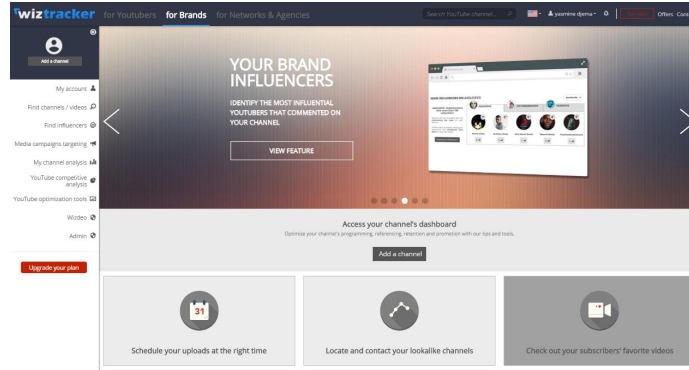 wiztracker
for Youtubers for Brands for Networks & Agencies
Search YouTube channel...
yasmine djema
Offers
Add a channel
My account
Find channels / videos
Find influencers
Media campaigns targeting
My channel analysis
YouTube competitive
analysis
YouTube optimization tools
Wizdeo
Admin
Upgrade your plan
YOUR BRAND
INFLUENCERS
IDENTIFY THE MOST INFLUENTIAL
YOUTUBERS THAT COMMENTED ON
YOUR CHANNEL
VIEW FEATURE
Access your channel's dashboard
Optimize your channel's programming, referencing, retention and promotion with our tips and tools.
Add a channel
31
Schedule your uploads at the right time
Locate and contact your lookalike channels
Check out your subscribers' favorite videos